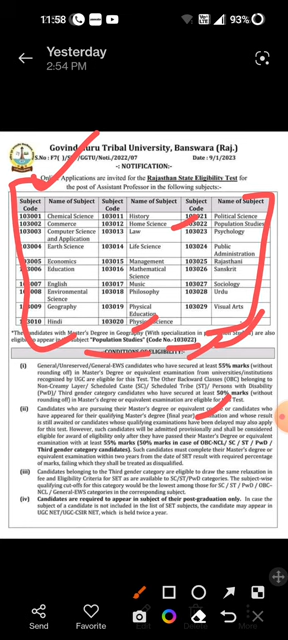 11:58
93%
Yesterday
2:54 PM
Govind Guru Tribal University, Banswara (Raj.)
S.No : F7( )/S /GGTU/Noti./2022/07 Date : 9/1/2023
-: NOTIFICATION:-
Online Applications are invited for the Rajasthan State Eligibility Test for
the post of Assistant Professor in the following subjects:
Subject Code Name of Subject Subject Code Name of Subject Subject Code Name of Subject
103001 Chemical Science 103011 History 103021 Political Science
103002 Commerce 103012 Home Science 103022 Population Studies
103003 Computer Science and Application 103013 Law 103023 Psychology
103004 Earth Science 103014 Life Science 103024 Public Administration
103005 Economics 103015 Management 103025 Rajasthani
103006 Education 103016 Mathematical Science 103026 Sanskrit
103007 English 103017 Music 103027 Sociology
103008 Environmental Science 103018 Philosophy 103028 Urdu
103009 Geography 103019 Physical Education 103029 Visual Arts
103010 Hindi 103020 Physical Science
*The candidates with Master's Degree in Geography (With specialization in are also
eligible to appear in subject "Population Studies" (Code No.-103022)
CONDITIONS OF ELIGIBILITY:
(i) General/Unreserved/General-EWS candidates who have secured at least 55% marks
(without rounding off) in Master's Degree or equivalent examination from universities/institutions
recognised by UGC are eligible for this Test. The Other Backward Classes (OBC) belonging
to Non-Creamy Layer/ Scheduled Caste (SC)/ Scheduled Tribe (ST)/ Persons with Disability
(PwD)/ Third gender category candidates who have secured at least 50% marks (without
rounding off) in Master's degree or equivalent examination are eligible for this Test.
(ii) Candidates who are pursuing their Master's degree or equivalent course or candidates who
have appeared for their qualifying Master's degree (final year) examination and whose result
is still awaited or candidates whose qualifying examinations have been delayed may also apply
for this Test. However, such candidates will be admitted provisionally and shall be considered
eligible for award of eligibility only after they have passed their Master's Degree or equivalent
examination with at least 55% marks (50% marks in case of OBC-NCL/ SC / ST / PwD /
Third gender category candidates). Such candidates must complete their Master's degree or
equivalent examination within two years from the date of SET result with required percentage of
marks, failing which they shall be treated as disqualified.
(iii) Candidates belonging to the Third gender category are eligible to draw the same relaxation in
fee and Eligibility Criteria for SET as are available to SC/ST/PwD categories. The subject-wise
qualifying cut-offs for this category would be the lowest among those for SC / ST / PwD / OBC-
NCL / General-EWS categories in the corresponding subject.
(iv) Candidates are required to appear in subject of their post-graduation only. In case the
subject of a candidate is not included in the list of SET subjects, the candidate may appear in
UGC NET/UGC-CSIR NET, which is held twice a year.
Send
Save
Undo